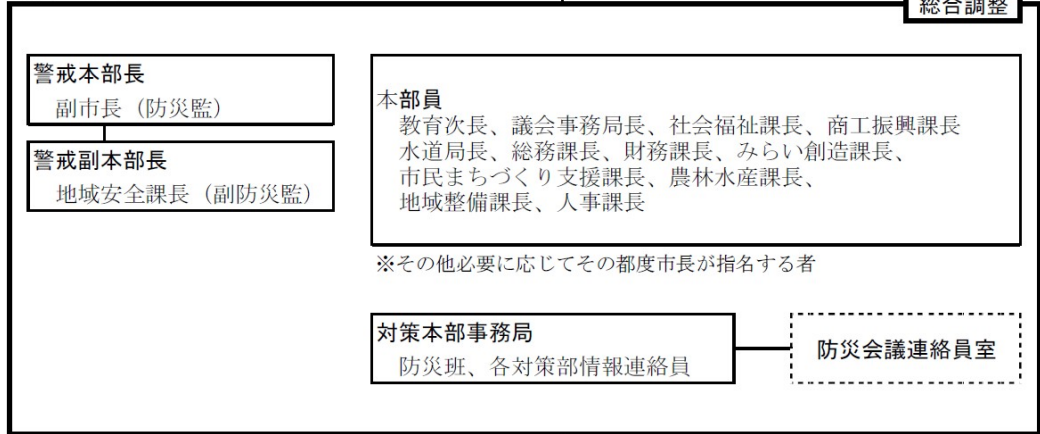 総合調整
警戒本部長
副市長（防災監）
警戒副本部長
地域安全課長（副防災監）
本部員
教育次長、議会事務局長、社会福祉課長、商工振興課長
水道局長、総務課長、財務課長、みらい創造課長、
市民まちづくり支援課長、農林水産課長、
地域整備課長、人事課長
※その他必要に応じてその都度市長が指名する者
対策本部事務局
防災班、各対策部情報連絡員
防災会議連絡員室